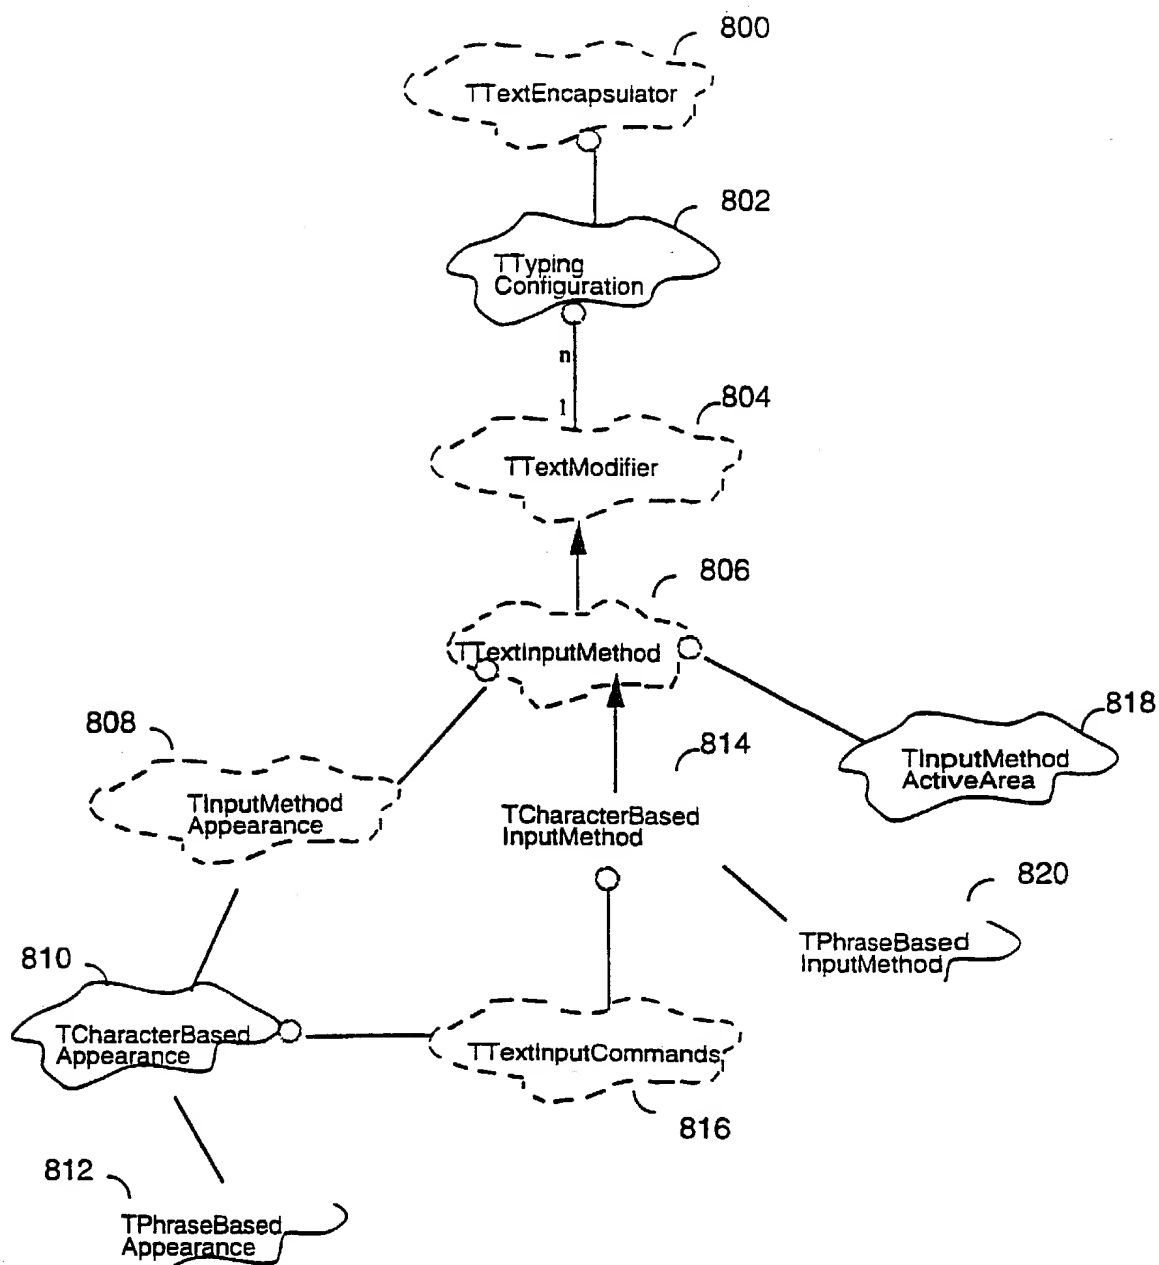 800
TTextEncapsulator
802
TTyping
Configuration
n
1
804
TTextModifier
806
TTextInputMethod
808
TInputMethod
Appearance
814
TCharacterBased
InputMethod
818
TInputMethod
ActiveArea
820
TPhraseBased
InputMethod
810
TCharacterBased
Appearance
TTextInputCommands
816
812
TPhraseBased
Appearance